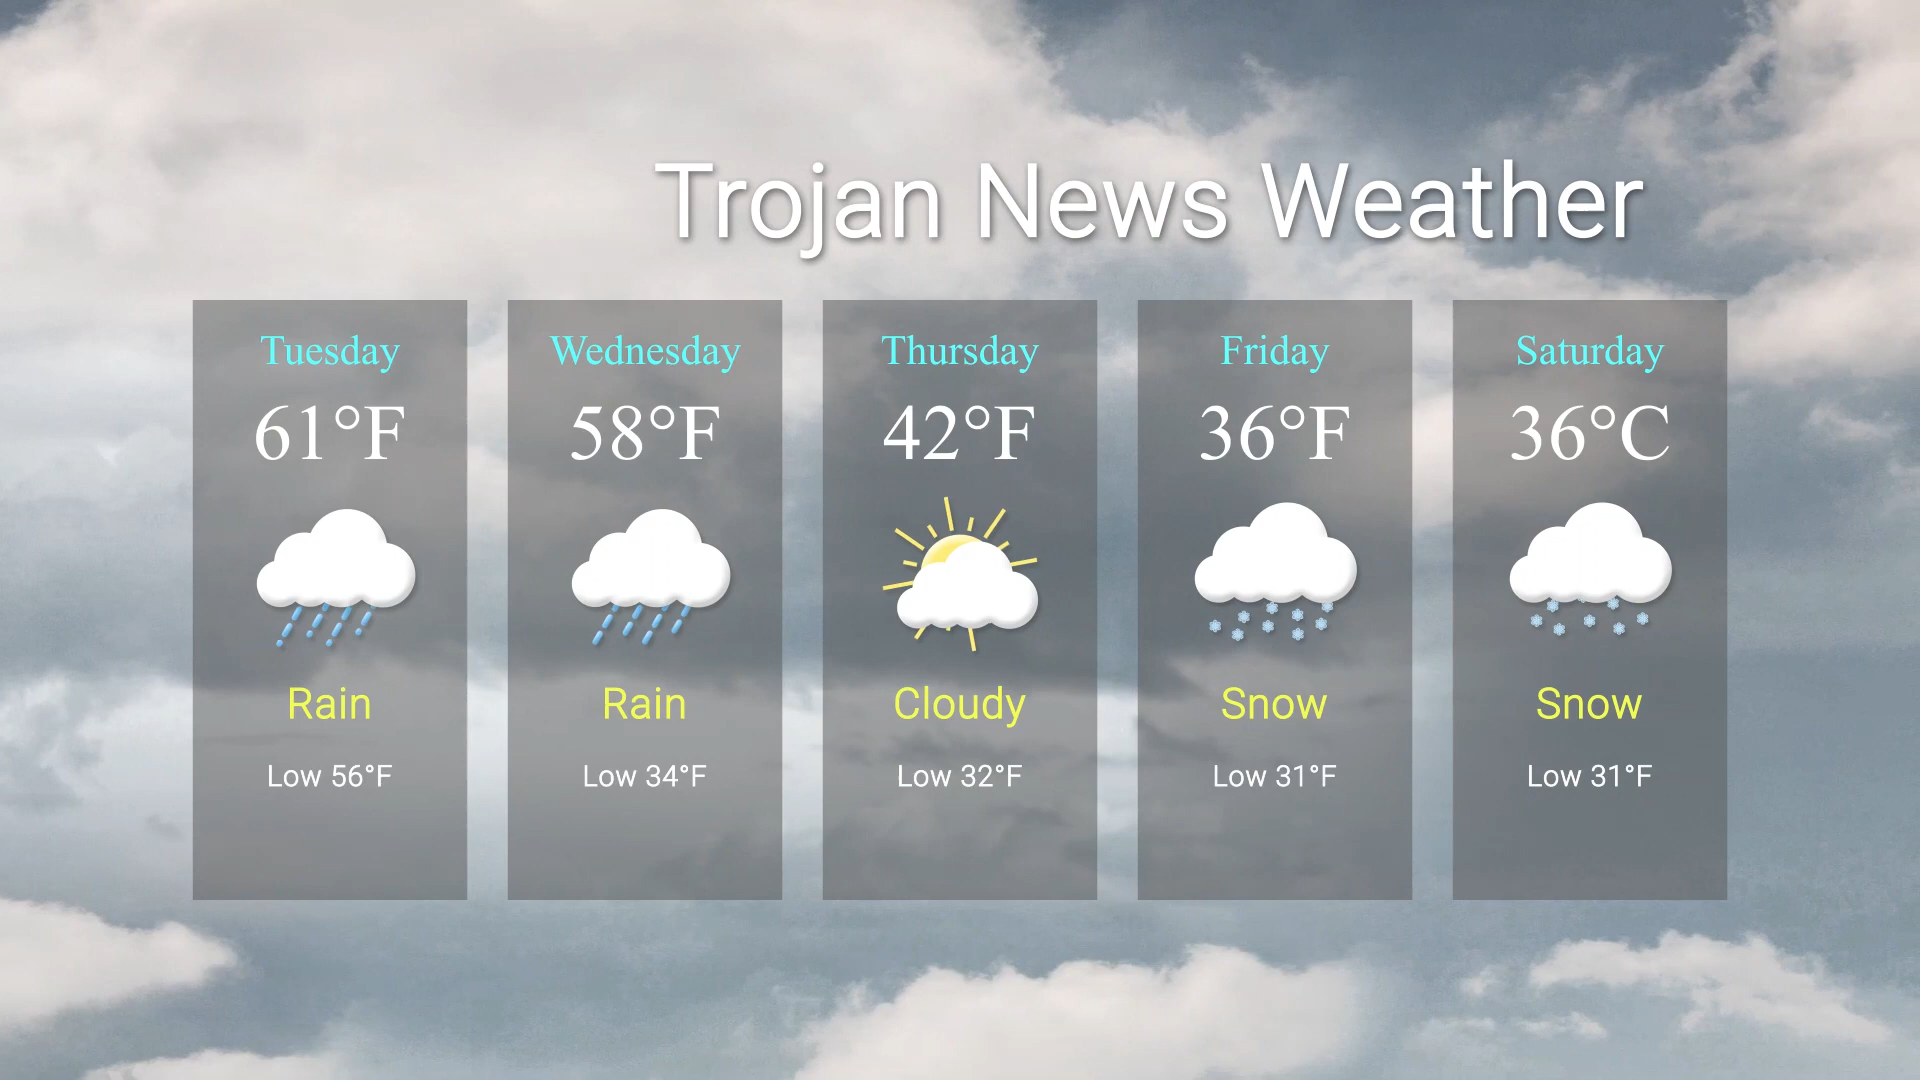 Trojan News Weather
Tuesday
61°F
Rain
Low 56°F
Wednesday
58°F
Rain
Low 34°F
Thursday
42°F
Cloudy
Low 32°F
Friday
36°F
Snow
Low 31°F
Saturday
36°C
Snow
Low 31°F